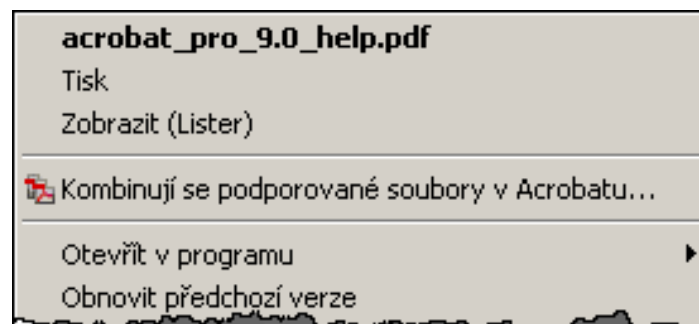 acrobat_pro_9.0_help.pdf
Tisk
Zobrazit (Lister)
Kombinují se podporované soubory v Acrobatu...
Otevřít v programu
Obnovit předchozí verze